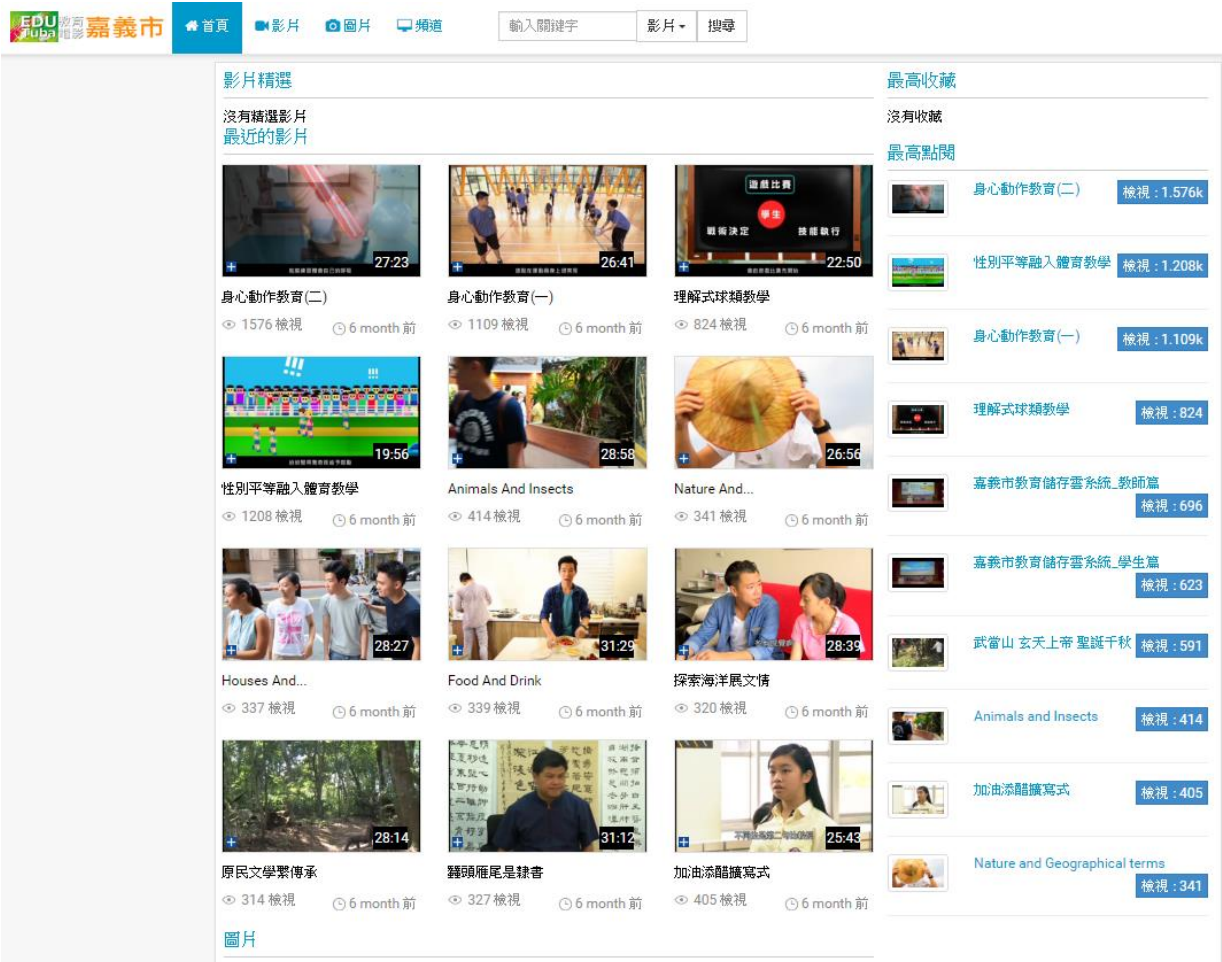 EDU Tuba 教育電影 嘉義市 首頁 影片 圖片 頻道 輸入關鍵字 影片 搜尋
影片精選
沒有精選影片
最近的影片
27:23
26:41
遊戲比賽
學生
戰術決定 技能執行
22:50
身心動作教育(二)
身心動作教育(一)
理解式球類教學
1576 檢視 6 month 前
1109 檢視 6 month 前
824 檢視 6 month 前
19:56
28:58
26:56
性別平等融入體育教學
Animals And Insects
Nature And...
1208 檢視 6 month 前
414 檢視 6 month 前
341 檢視 6 month 前
28:27
31:29
28:39
Houses And...
Food And Drink
探索海洋展文情
337 檢視 6 month 前
339 檢視 6 month 前
320 檢視 6 month 前
28:14
31:12
25:43
原民文學繫傳承
雁尾是隸書
加油添醋擴寫式
314 檢視 6 month 前
327 檢視 6 month 前
405 檢視 6 month 前
圖片
最高收藏
沒有收藏
最高點閱
身心動作教育(二) 檢視 : 1.576k
性別平等融入體育教學 檢視 : 1.208k
身心動作教育(一) 檢視 : 1.109k
理解式球類教學 檢視 : 824
嘉義市教育儲存雲系統_教師篇
檢視 : 696
嘉義市教育儲存雲系統_學生篇
檢視 : 623
武當山 玄天上帝 聖誕千秋 檢視 : 591
Animals and Insects 檢視 : 414
加油添醋擴寫式 檢視 : 405
Nature and Geographical terms
檢視 : 341